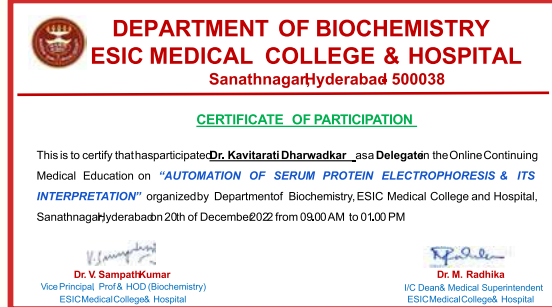 DEPARTMENT OF BIOCHEMISTRY
ESIC MEDICAL COLLEGE & HOSPITAL
Sanathnagar, Hyderabad - 500038
CERTIFICATE OF PARTICIPATION
This is to certify that has participated Dr. Kavitarati Dharwadkar _ as a Delegate in the Online Continuing
Medical Education on “AUTOMATION OF SERUM PROTEIN ELECTROPHORESIS & ITS
INTERPRETATION” organized by Department of Biochemistry, ESIC Medical College and Hospital,
Sanathnagar, Hyderabad on 20th of December 2022 from 09.00 AM to 01.00 PM
Dr. V. Sampath Kumar
Vice Principal, Prof & HOD (Biochemistry)
ESIC Medical College & Hospital
Dr. M. Radhika
I/C Dean & Medical Superintendent
ESIC Medical College & Hospital